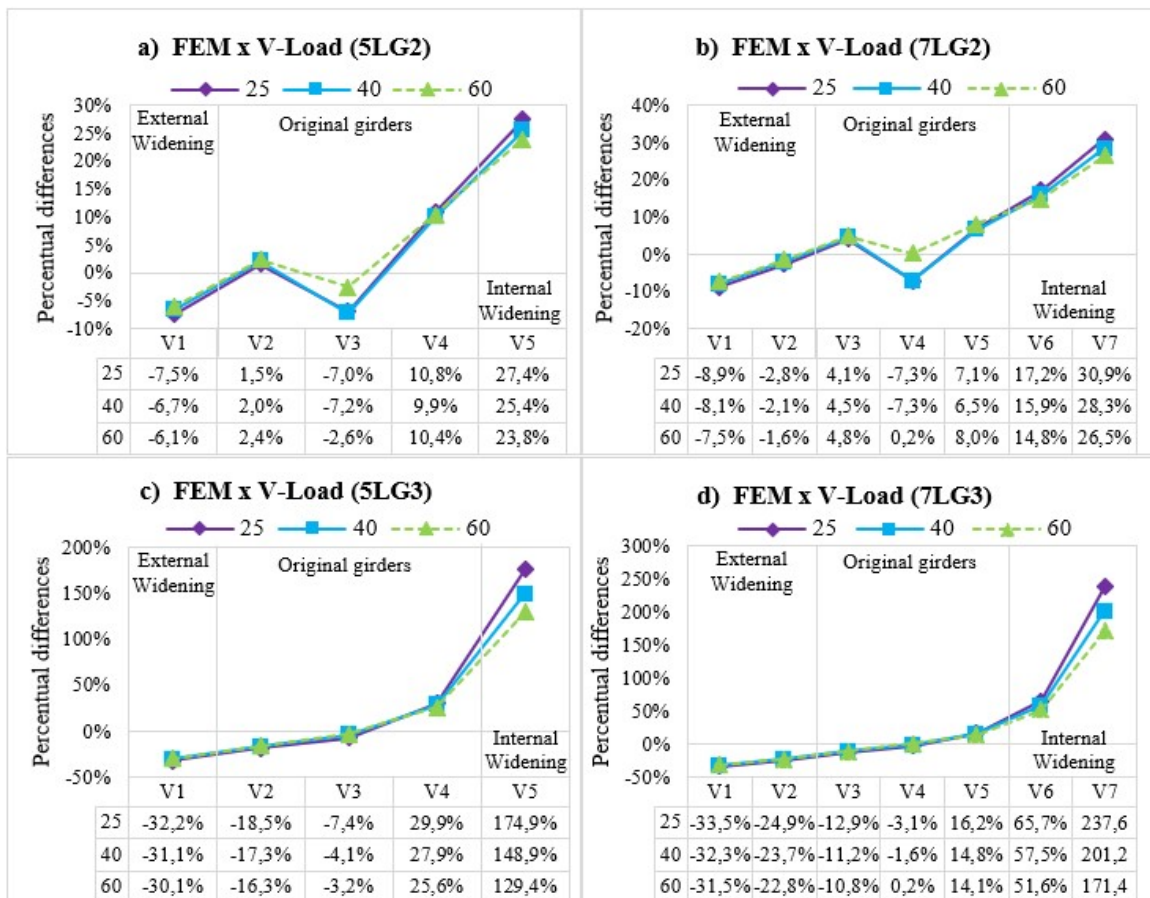 a) FEM x V-Load (5LG2)
25 40 60
Percentual differences
30%
25%
20%
15%
10%
5%
0%
-5%
-10%
External Widening
Original girders
Internal Widening
V1 V2 V3 V4 V5
25 -7,5% 1,5% -7,0% 10,8% 27,4%
40 -6,7% 2,0% -7,2% 9,9% 25,4%
60 -6,1% 2,4% -2,6% 10,4% 23,8%
b) FEM x V-Load (7LG2)
25 40 60
Percentual differences
40%
30%
20%
10%
0%
-10%
-20%
External Widening
Original girders
Internal Widening
V1 V2 V3 V4 V5 V6 V7
25 -8,9% -2,8% 4,1% -7,3% 7,1% 17,2% 30,9%
40 -8,1% -2,1% 4,5% -7,3% 6,5% 15,9% 28,3%
60 -7,5% -1,6% 4,8% 0,2% 8,0% 14,8% 26,5%
c) FEM x V-Load (5LG3)
25 40 60
Percentual differences
200%
150%
100%
50%
0%
-50%
External Widening
Original girders
Internal Widening
V1 V2 V3 V4 V5
25 -32,2% -18,5% -7,4% 29,9% 174,9%
40 -31,1% -17,3% -4,1% 27,9% 148,9%
60 -30,1% -16,3% -3,2% 25,6% 129,4%
d) FEM x V-Load (7LG3)
25 40 60
Percentual differences
300%
250%
200%
150%
100%
50%
0%
-50%
External Widening
Original girders
Internal Widening
V1 V2 V3 V4 V5 V6 V7
25 -33,5% -24,9% -12,9% -3,1% 16,2% 65,7% 237,6
40 -32,3% -23,7% -11,2% -1,6% 14,8% 57,5% 201,2
60 -31,5% -22,8% -10,8% 0,2% 14,1% 51,6% 171,4